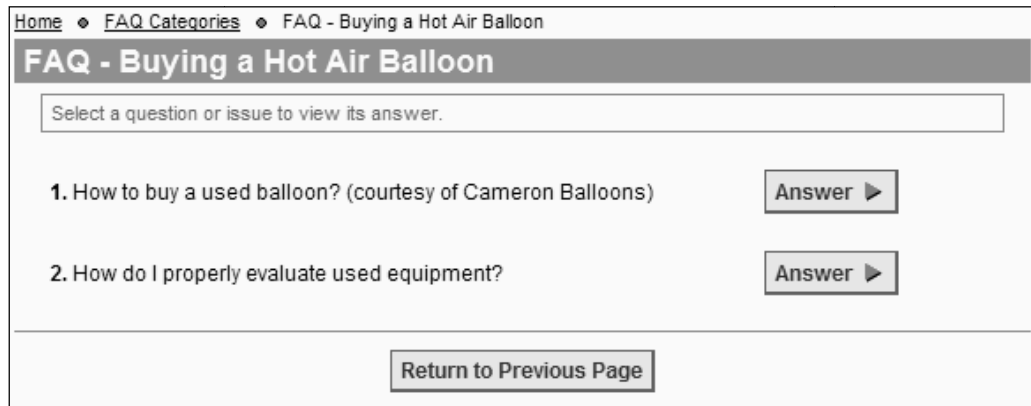 Home • FAQ Categories • FAQ - Buying a Hot Air Balloon
FAQ - Buying a Hot Air Balloon
Select a question or issue to view its answer.
1. How to buy a used balloon? (courtesy of Cameron Balloons) Answer ▶
2. How do I properly evaluate used equipment? Answer ▶
Return to Previous Page